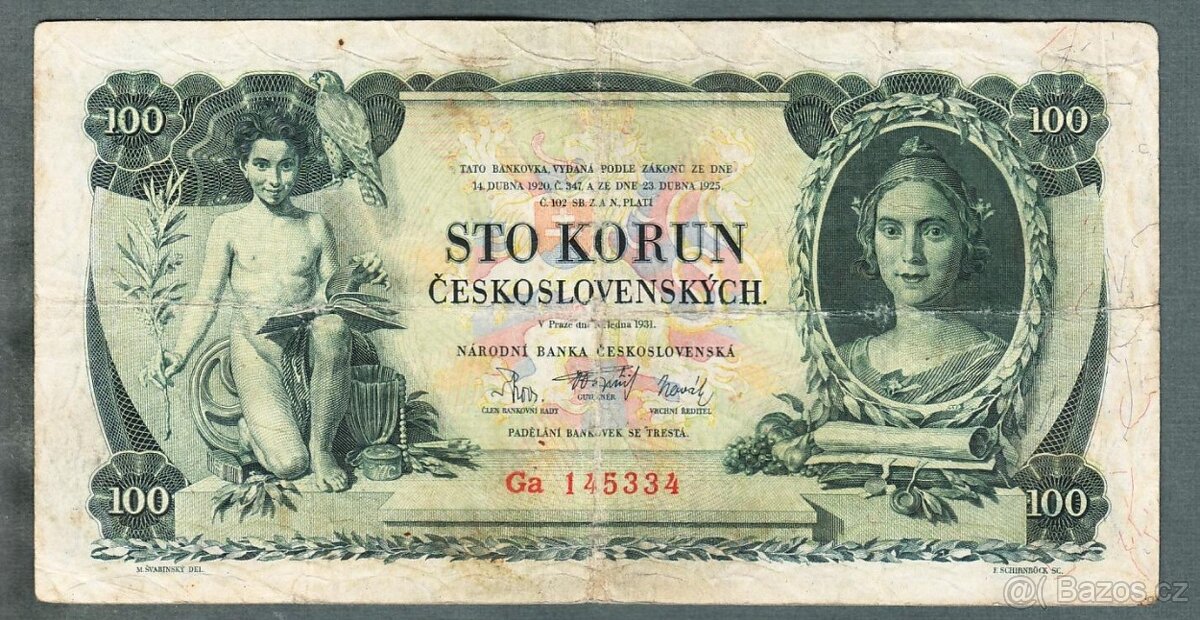 100
100
TATO BANKOVKA, VYDANÁ PODLE ZÁKONŮ ZE DNE
14. DUBNA 1920, Č. 347, A ZE DNE 23. DUBNA 1925,
Č. 102 SB. Z. A N., PLATÍ
STO KORUN
ČESKOSLOVENSKÝCH.
V Praze dne ledna 1931.
NÁRODNÍ BANKA ČESKOSLOVENSKÁ
Novák
ČLEN BANKOVNÍ RADY
GUVERNÉR
VRCHNÍ ŘEDITEL
PADĚLÁNÍ BANKOVEK SE TRESTÁ.
Ga 145334
100
100
M. ŠVABINSKÝ DEL.
F. SCHIRNBÖCK SC.
@( Bazos.cz